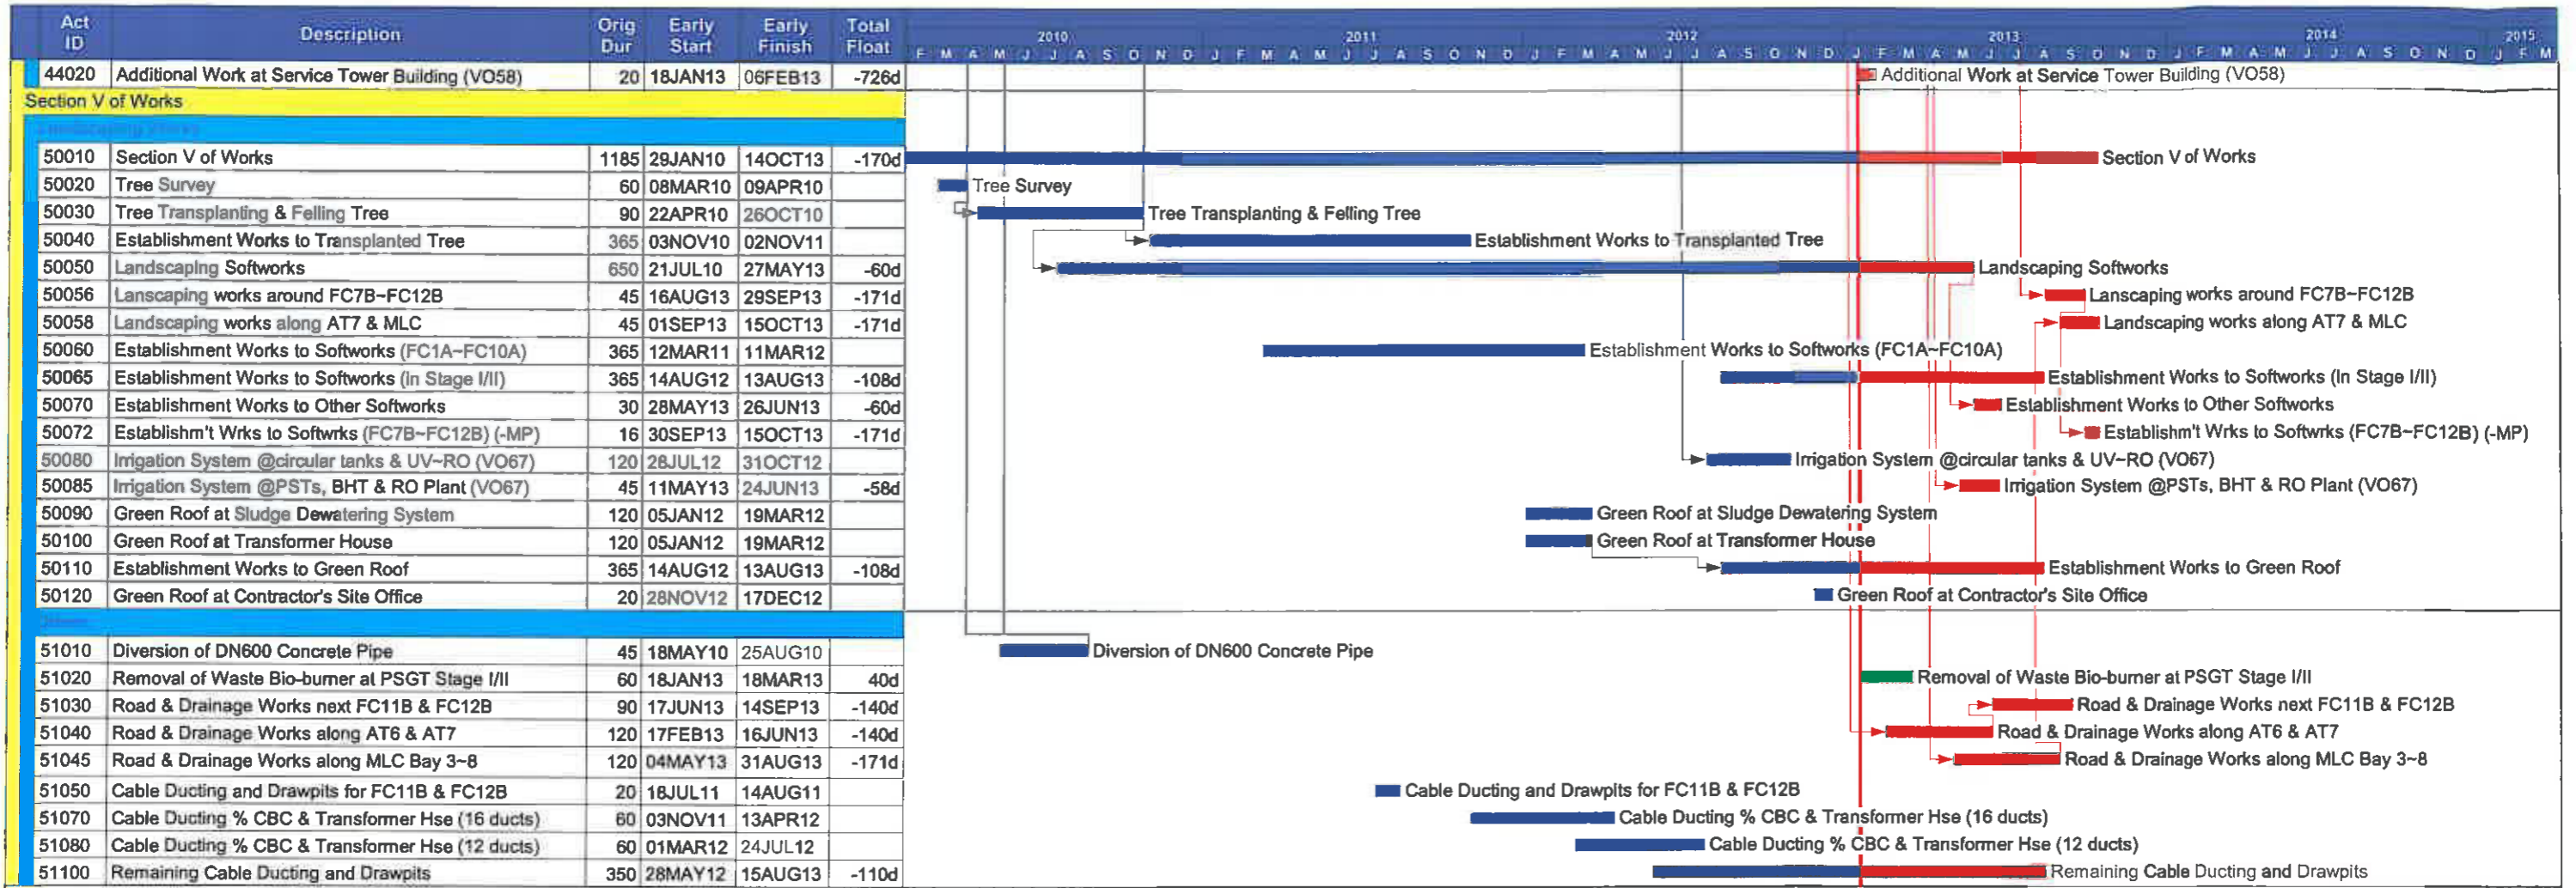 Act ID Description Orig Dur Early Start Early Finish Total Float 2010 2011 2012 2013 2014 2015
F M A M J J A S O N D J F M A M J J A S O N D J F M A M J J A S O N D J F M A M J J A S O N D J F M A M J J A S O N D J F M
44020 Additional Work at Service Tower Building (VO58) 20 18JAN13 06FEB13 -726d Additional Work at Service Tower Building (VO58)
Section V of Works
Landscaping Works
50010 Section V of Works 1185 29JAN10 14OCT13 -170d Section V of Works
50020 Tree Survey 60 08MAR10 09APR10 Tree Survey
50030 Tree Transplanting & Felling Tree 90 22APR10 26OCT10 Tree Transplanting & Felling Tree
50040 Establishment Works to Transplanted Tree 365 03NOV10 02NOV11 Establishment Works to Transplanted Tree
50050 Landscaping Softworks 650 21JUL10 27MAY13 -60d Landscaping Softworks
50056 Lanscaping works around FC7B~FC12B 45 16AUG13 29SEP13 -171d Lanscaping works around FC7B~FC12B
50058 Landscaping works along AT7 & MLC 45 01SEP13 15OCT13 -171d Landscaping works along AT7 & MLC
50060 Establishment Works to Softworks (FC1A~FC10A) 365 12MAR11 11MAR12 Establishment Works to Softworks (FC1A~FC10A)
50065 Establishment Works to Softworks (in Stage I/II) 365 14AUG12 13AUG13 -108d Establishment Works to Softworks (in Stage I/II)
50070 Establishment Works to Other Softworks 30 28MAY13 26JUN13 -60d Establishment Works to Other Softworks
50072 Establishm't Wrks to Softwrks (FC7B~FC12B) (-MP) 16 30SEP13 15OCT13 -171d Establishm't Wrks to Softwrks (FC7B~FC12B) (-MP)
50080 Irrigation System @circular tanks & UV~RO (VO67) 120 28JUL12 31OCT12 Irrigation System @circular tanks & UV~RO (VO67)
50085 Irrigation System @PSTs, BHT & RO Plant (VO67) 45 11MAY13 24JUN13 -58d Irrigation System @PSTs, BHT & RO Plant (VO67)
50090 Green Roof at Sludge Dewatering System 120 05JAN12 19MAR12 Green Roof at Sludge Dewatering System
50100 Green Roof at Transformer House 120 05JAN12 19MAR12 Green Roof at Transformer House
50110 Establishment Works to Green Roof 365 14AUG12 13AUG13 -108d Establishment Works to Green Roof
50120 Green Roof at Contractor's Site Office 20 28NOV12 17DEC12 Green Roof at Contractor's Site Office
51010 Diversion of DN600 Concrete Pipe 45 18MAY10 25AUG10 Diversion of DN600 Concrete Pipe
51020 Removal of Waste Bio-burner at PSGT Stage I/II 60 18JAN13 18MAR13 40d Removal of Waste Bio-burner at PSGT Stage I/II
51030 Road & Drainage Works next FC11B & FC12B 90 17JUN13 14SEP13 -140d Road & Drainage Works next FC11B & FC12B
51040 Road & Drainage Works along AT6 & AT7 120 17FEB13 16JUN13 -140d Road & Drainage Works along AT6 & AT7
51045 Road & Drainage Works along MLC Bay 3~8 120 04MAY13 31AUG13 -171d Road & Drainage Works along MLC Bay 3~8
51050 Cable Ducting and Drawpits for FC11B & FC12B 20 16JUL11 14AUG11 Cable Ducting and Drawpits for FC11B & FC12B
51070 Cable Ducting % CBC & Transformer Hse (16 ducts) 60 03NOV11 13APR12 Cable Ducting % CBC & Transformer Hse (16 ducts)
51080 Cable Ducting % CBC & Transformer Hse (12 ducts) 60 01MAR12 24JUL12 Cable Ducting % CBC & Transformer Hse (12 ducts)
51100 Remaining Cable Ducting and Drawpits 350 28MAY12 15AUG13 -110d Remaining Cable Ducting and Drawpits